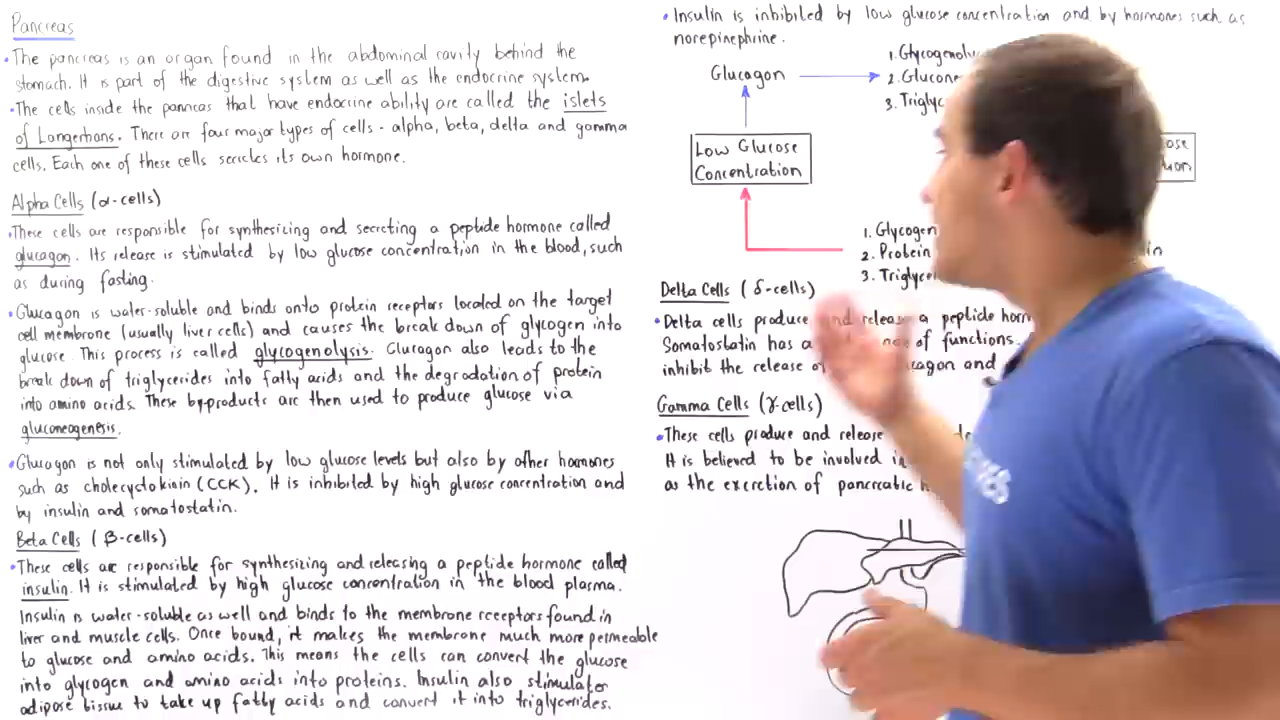 Pancreas
• The pancreas is an organ found in the abdominal cavity behind the
stomach. It is part of the digestive system as well as the endocrine system.
• The cells inside the pancreas that have endocrine ability are called the islets
of Langerhans. There are four major types of cells - alpha, beta, delta and gamma
cells. Each one of these cells secretes its own hormone.
Alpha Cells (α-cells)
• These cells are responsible for synthesizing and secreting a peptide hormone called
glucagon. Its release is stimulated by low glucose concentration in the blood, such
as during fasting.
• Glucagon is water-soluble and binds onto protein receptors located on the target
cell membrane (usually liver cells) and causes the break down of glycogen into
glucose. This process is called glycogenolysis. Glucagon also leads to the
break down of triglycerides into fatty acids and the degradation of protein
into amino acids. These byproducts are then used to produce glucose via
gluconeogenesis.
• Glucagon is not only stimulated by low glucose levels but also by other hormones
such as cholecystokinin (CCK). It is inhibited by high glucose concentration and
by insulin and somatostatin.
Beta Cells (β-cells)
• These cells are responsible for synthesizing and releasing a peptide hormone called
insulin. It is stimulated by high glucose concentration in the blood plasma.
Insulin is water-soluble as well and binds to the membrane receptors found in
liver and muscle cells. Once bound, it makes the membrane much more permeable
to glucose and amino acids. This means the cells can convert the glucose
into glycogen and amino acids into proteins. Insulin also stimulator
adipose tissue to take up fatty acids and convert it into triglycerides.
• Insulin is inhibited by low glucose concentration and by hormones such as
norepinephrine.
1. Glycogenoly
Glucagon
2. Glucone
3. Triglyc
Low Glucose
Concentration
1. Glycogen
2. Protein
3. Triglycer
Delta Cells (δ-cells)
• Delta cells produce and release a peptide horm
Somatostatin has a of functions.
inhibit the release and
Gamma Cells (γ-cells)
• These cells produce and release
It is believed to be involved in
as the excretion of pancreatic